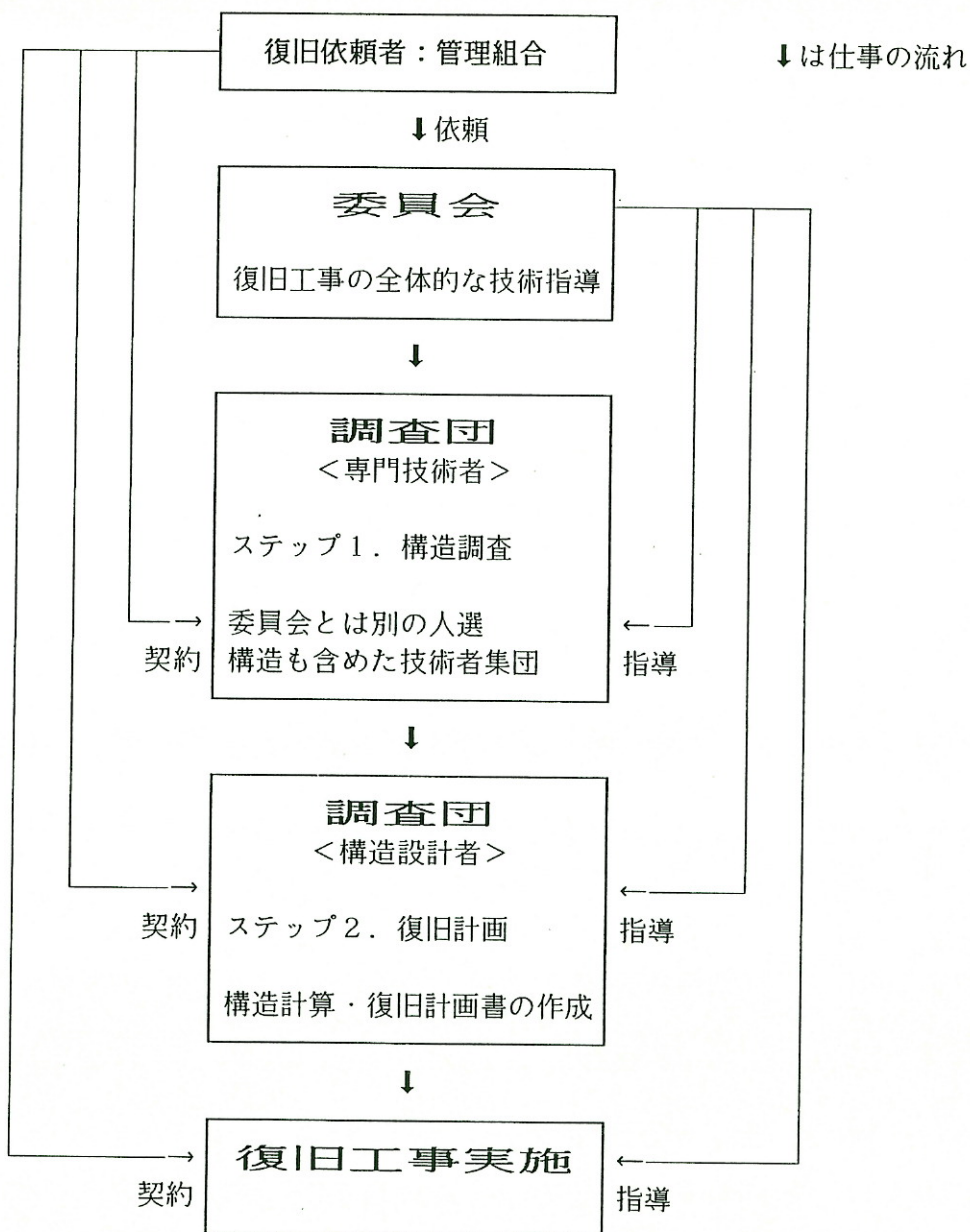 復旧依頼者：管理組合
⬇は仕事の流れ
⬇依頼
委員会
復旧工事の全体的な技術指導
⬇
調査団
＜専門技術者＞
ステップ１．構造調査
委員会とは別の人選
構造も含めた技術者集団
契約
指導
⬇
調査団
＜構造設計者＞
ステップ２．復旧計画
契約
指導
構造計算・復旧計画書の作成
⬇
復旧工事実施
契約
指導